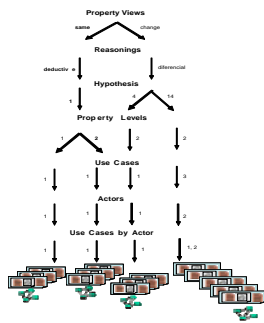 Property Views
same change
Reasonings
deductiv e diferencial
Hypothesis
1 4 14
Prop erty Levels
1 2 2 2
Use Cases
1 1 1 3
Actors
1 1 1 2
Use Cases by Actor
1 1 1 1, 2